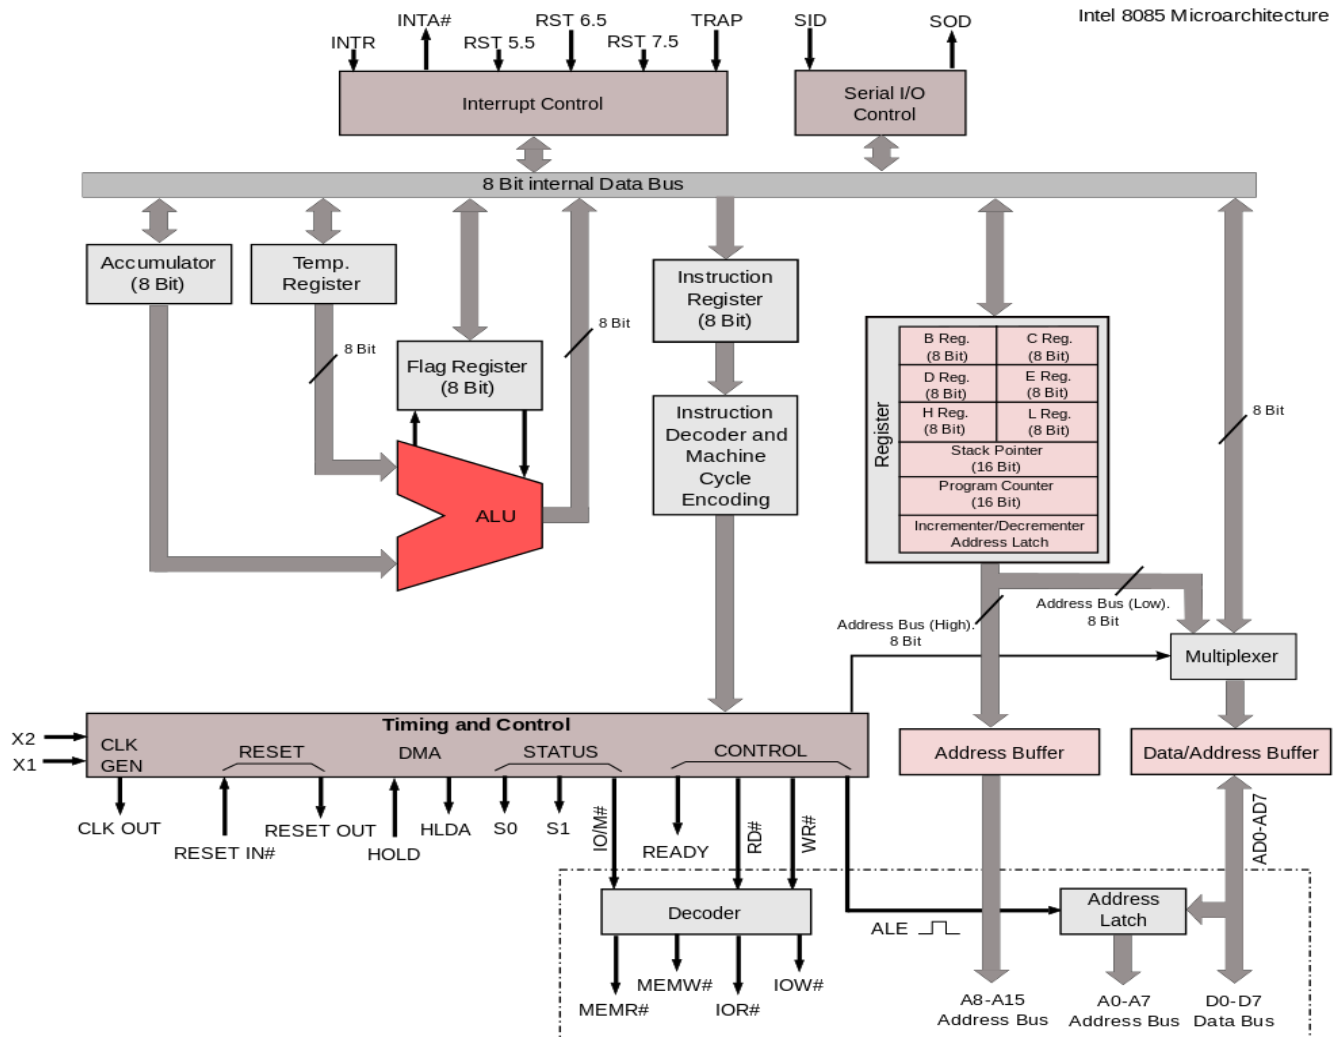 Intel 8085 Microarchitecture
INTA#
RST 6.5
TRAP
SID
SOD
INTR
RST 5.5
RST 7.5
Interrupt Control
Serial I/O
Control
8 Bit internal Data Bus
Accumulator
(8 Bit)
Temp.
Register
Instruction
Register
(8 Bit)
8 Bit
8 Bit
Flag Register
(8 Bit)
Register
B Reg.
(8 Bit)
C Reg.
(8 Bit)
D Reg.
(8 Bit)
E Reg.
(8 Bit)
H Reg.
(8 Bit)
L Reg.
(8 Bit)
Stack Pointer
(16 Bit)
Program Counter
(16 Bit)
Incrementer/Decrementer
Address Latch
8 Bit
Instruction
Decoder and
Machine
Cycle
Encoding
ALU
Address Bus (Low).
8 Bit
Address Bus (High).
8 Bit
Multiplexer
Timing and Control
X2
X1
CLK
GEN
RESET
DMA
STATUS
CONTROL
Address Buffer
Data/Address Buffer
CLK OUT
RESET IN#
RESET OUT
HOLD
HLDA
S0
S1
IO/M#
READY
RD#
WR#
AD0-AD7
Decoder
ALE
Address
Latch
MEMR#
MEMW#
IOR#
IOW#
A8-A15
Address Bus
A0-A7
Address Bus
D0-D7
Data Bus